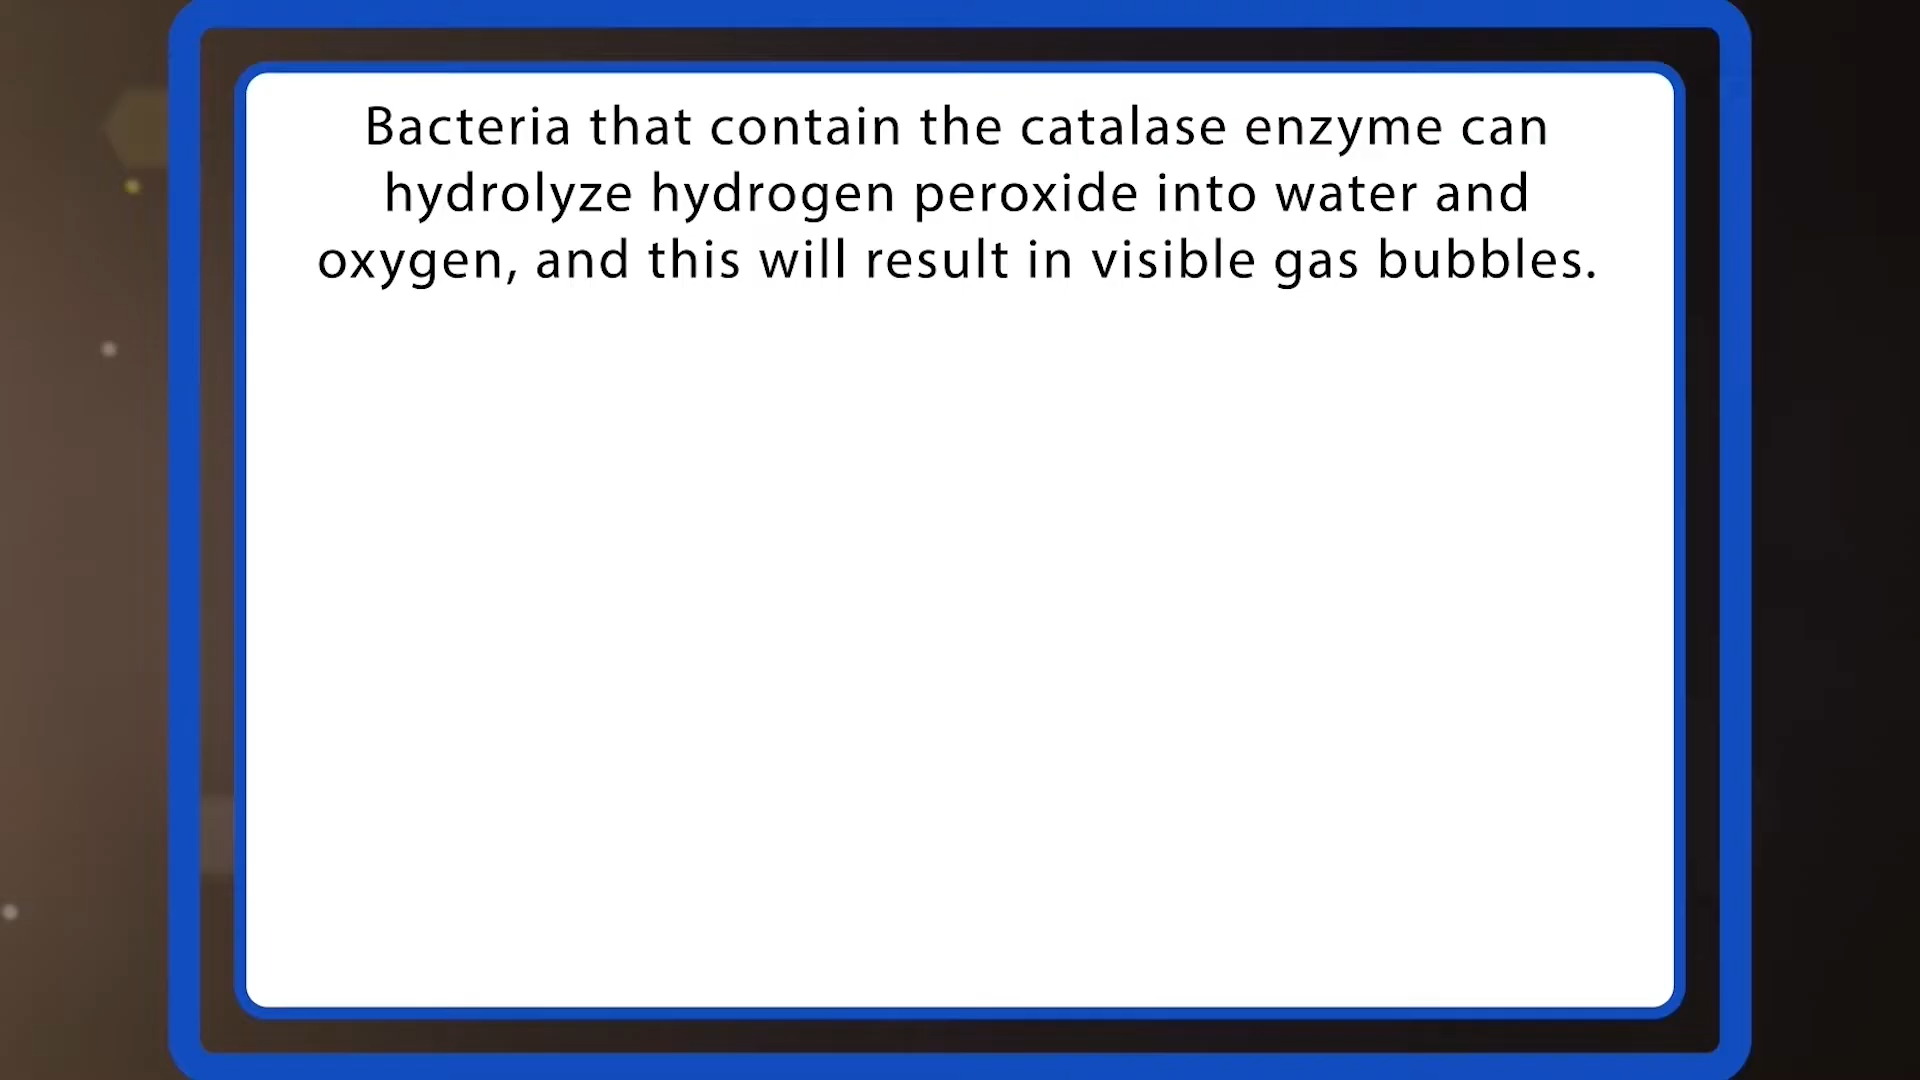 Bacteria that contain the catalase enzyme can
hydrolyze hydrogen peroxide into water and
oxygen, and this will result in visible gas bubbles.